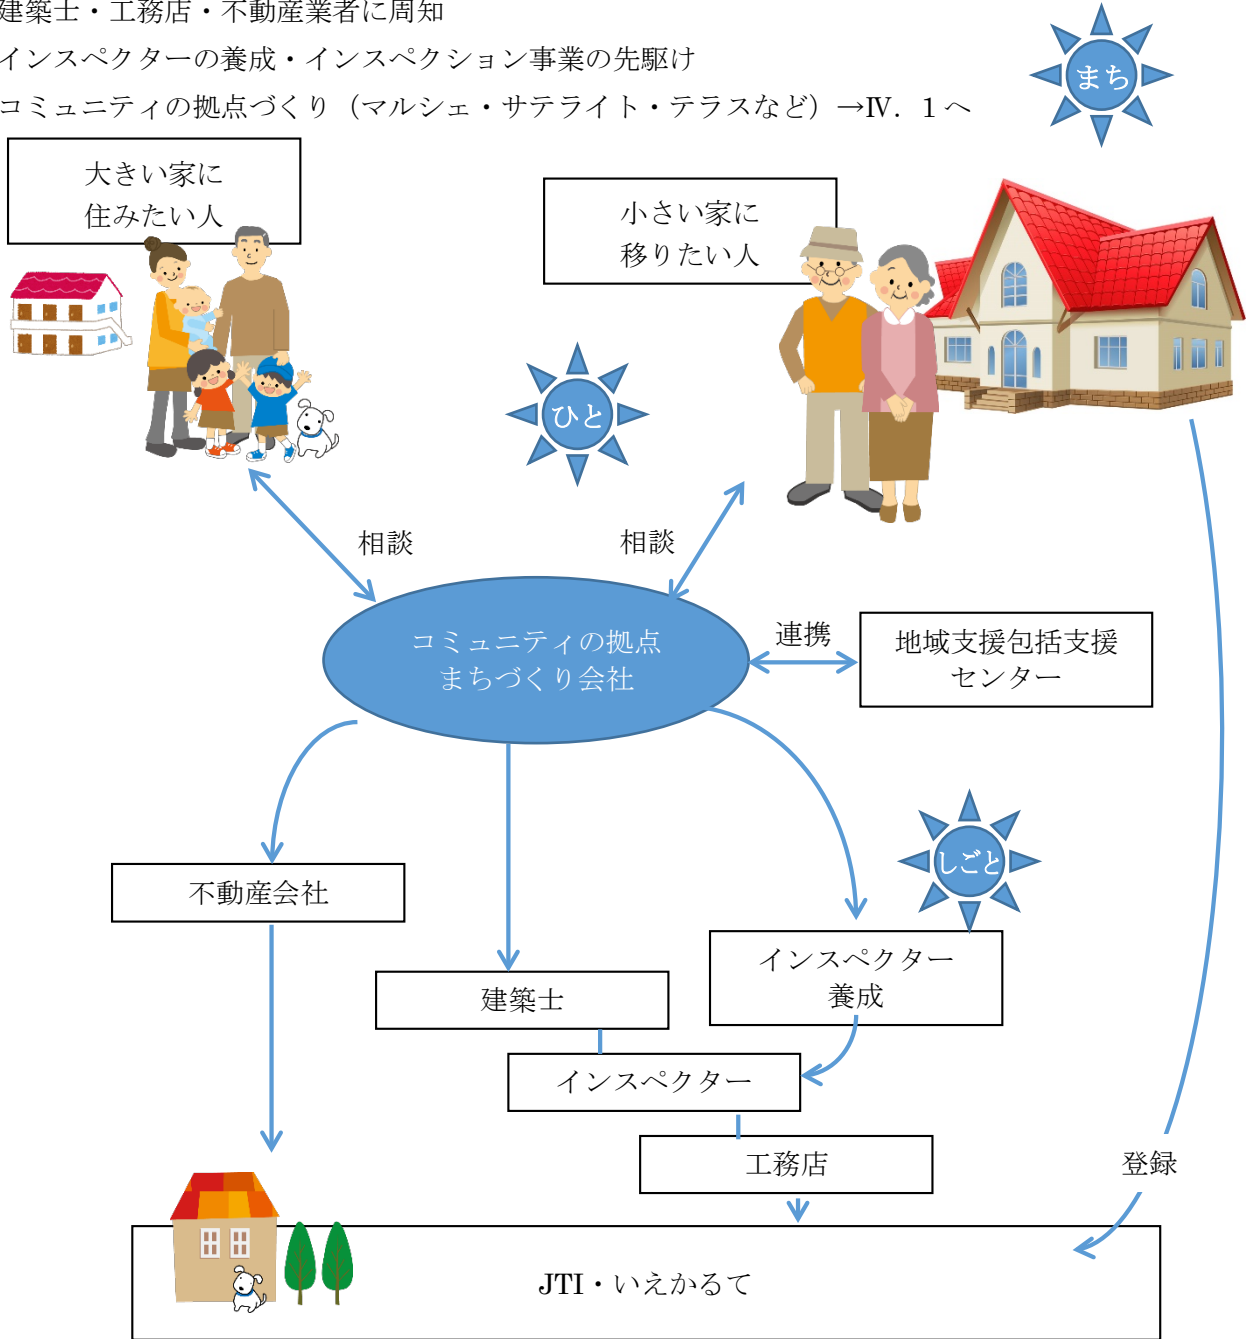 建築士・工務店・不動産業者に周知
インスペクターの養成・インスペクション事業の先駆け
コミュニティの拠点づくり（マルシェ・サテライト・テラスなど）→Ⅳ．１へ
まち
大きい家に
住みたい人
小さい家に
移りたい人
ひと
相談
相談
コミュニティの拠点
まちづくり会社
連携
地域支援包括支援
センター
しごと
不動産会社
インスペクター
養成
建築士
インスペクター
工務店
登録
JTI・いえかるて